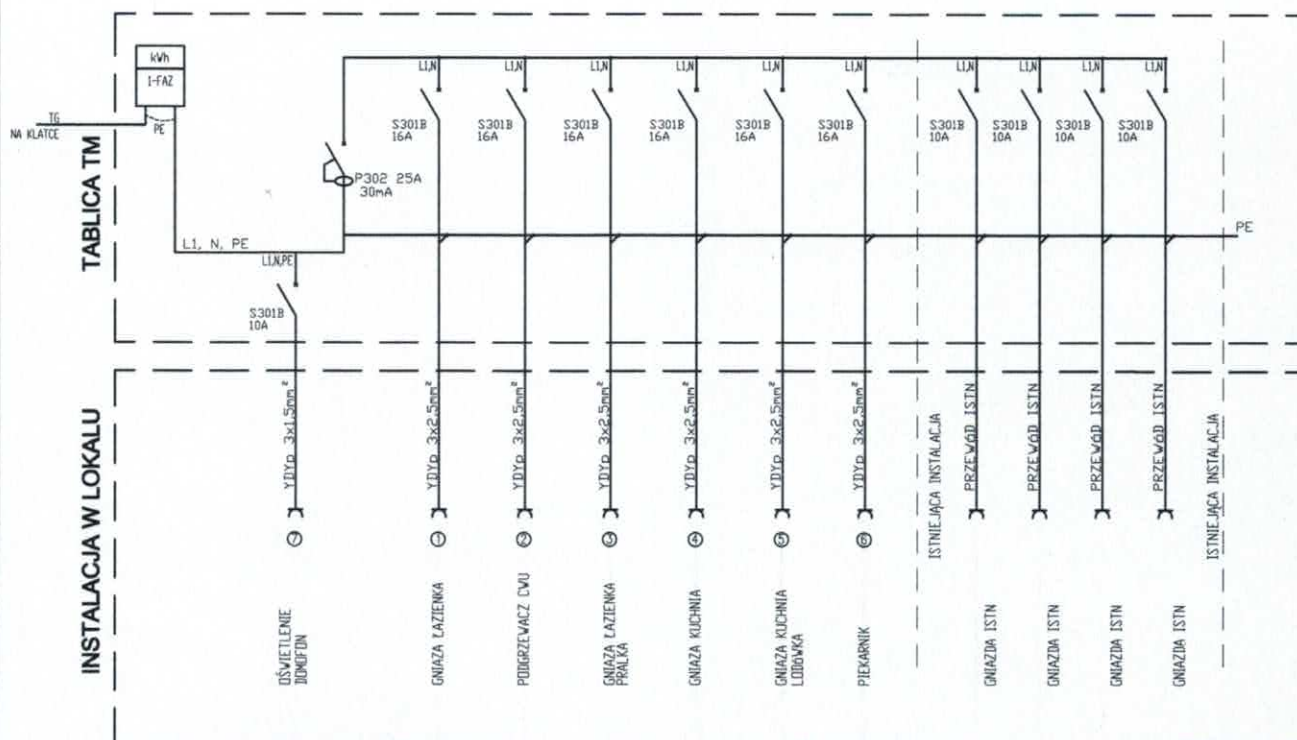 TABLICA TM
kWh
1-FAZ
TG
NA KLATCE
PE
PE
L1, N, PE
L1,N,PE
S301B
10A
P302 25A
30mA
L1,N
L1,N
L1,N
L1,N
L1,N
L1,N
L1,N
L1,N
L1,N
L1,N
S301B
16A
S301B
16A
S301B
16A
S301B
16A
S301B
16A
S301B
16A
S301B
10A
S301B
10A
S301B
10A
S301B
10A
PE
INSTALACJA W LOKALU
YDYp 3x1,5mm²
YDYp 3x2,5mm²
YDYp 3x2,5mm²
YDYp 3x2,5mm²
YDYp 3x2,5mm²
YDYp 3x2,5mm²
YDYp 3x2,5mm²
ISTNIEJĄCA INSTALACJA
PRZEWÓD ISTN
PRZEWÓD ISTN
PRZEWÓD ISTN
PRZEWÓD ISTN
ISTNIEJĄCA INSTALACJA
7
1
2
3
4
5
6
OŚWIETLENIE
DOMOFON
GNIAZA ŁAZIENKA
PODGRZEWACZ CWU
GNIAZA ŁAZIENKA
PRALKA
GNIAZA KUCHNIA
GNIAZA KUCHNIA
LODÓWKA
PIEKARNIK
GNIAZDA ISTN
GNIAZDA ISTN
GNIAZDA ISTN
GNIAZDA ISTN